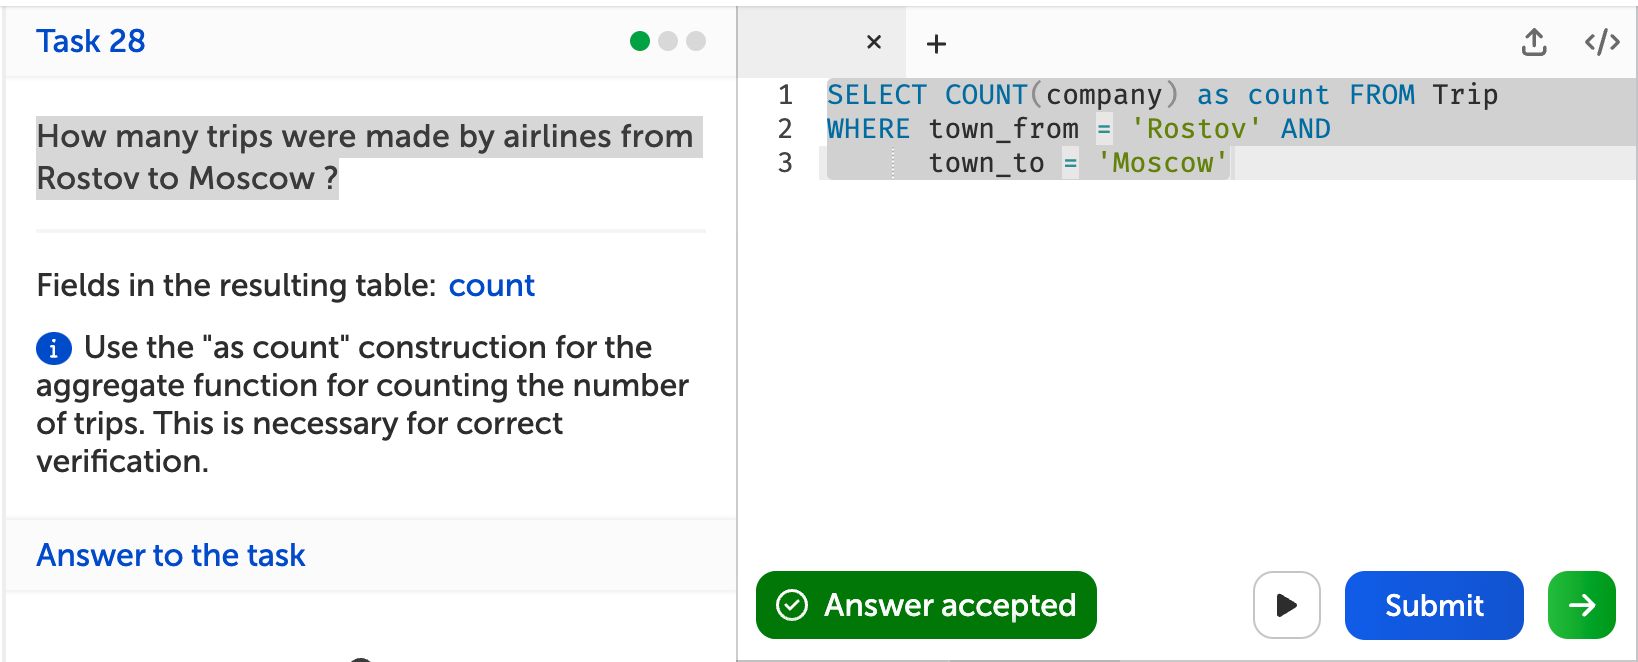 Task 28
How many trips were made by airlines from
Rostov to Moscow ?
Fields in the resulting table: count
i Use the "as count" construction for the
aggregate function for counting the number
of trips. This is necessary for correct
verification.
Answer to the task
× +
</>
1 SELECT COUNT(company) as count FROM Trip
2 WHERE town_from = 'Rostov' AND
3 town_to = 'Moscow'
Answer accepted
Submit